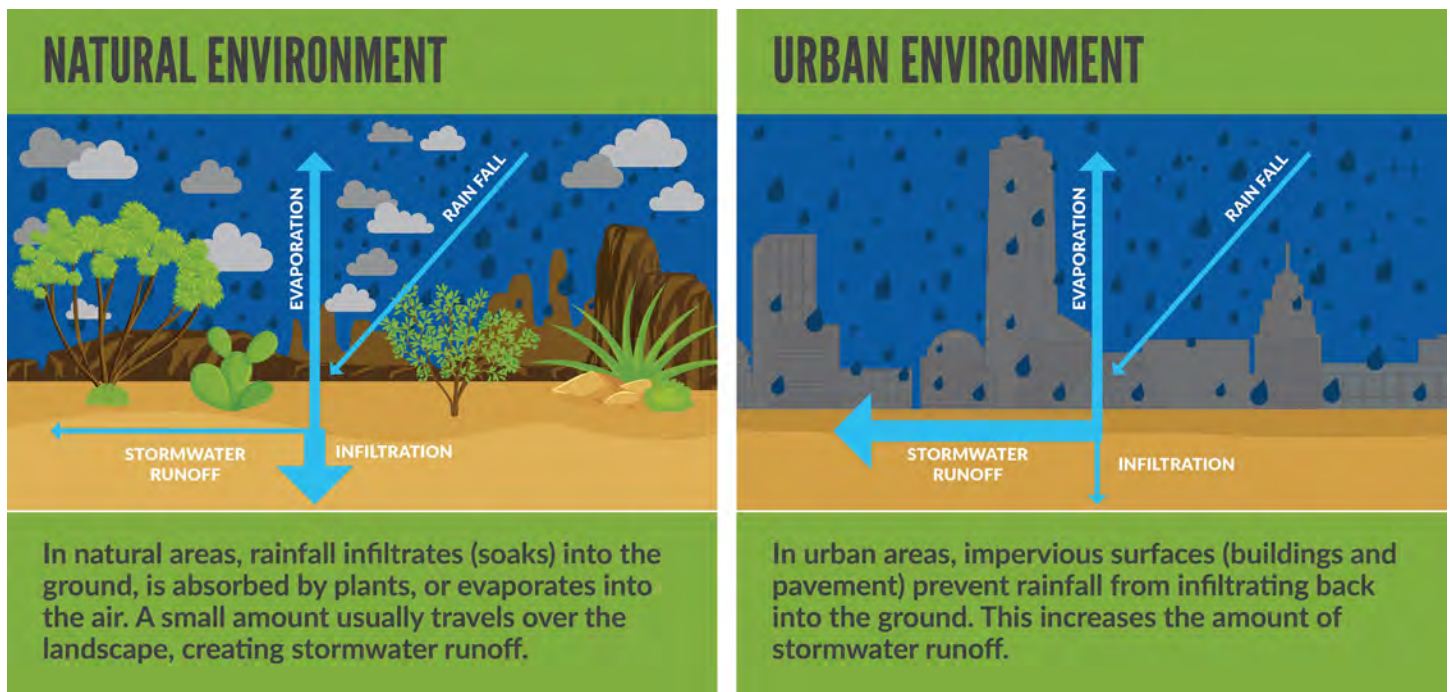 NATURAL ENVIRONMENT
EVAPORATION
RAIN FALL
STORMWATER
RUNOFF
INFILTRATION
In natural areas, rainfall infiltrates (soaks) into the
ground, is absorbed by plants, or evaporates into
the air. A small amount usually travels over the
landscape, creating stormwater runoff.
URBAN ENVIRONMENT
EVAPORATION
RAIN FALL
STORMWATER
RUNOFF
INFILTRATION
In urban areas, impervious surfaces (buildings and
pavement) prevent rainfall from infiltrating back
into the ground. This increases the amount of
stormwater runoff.